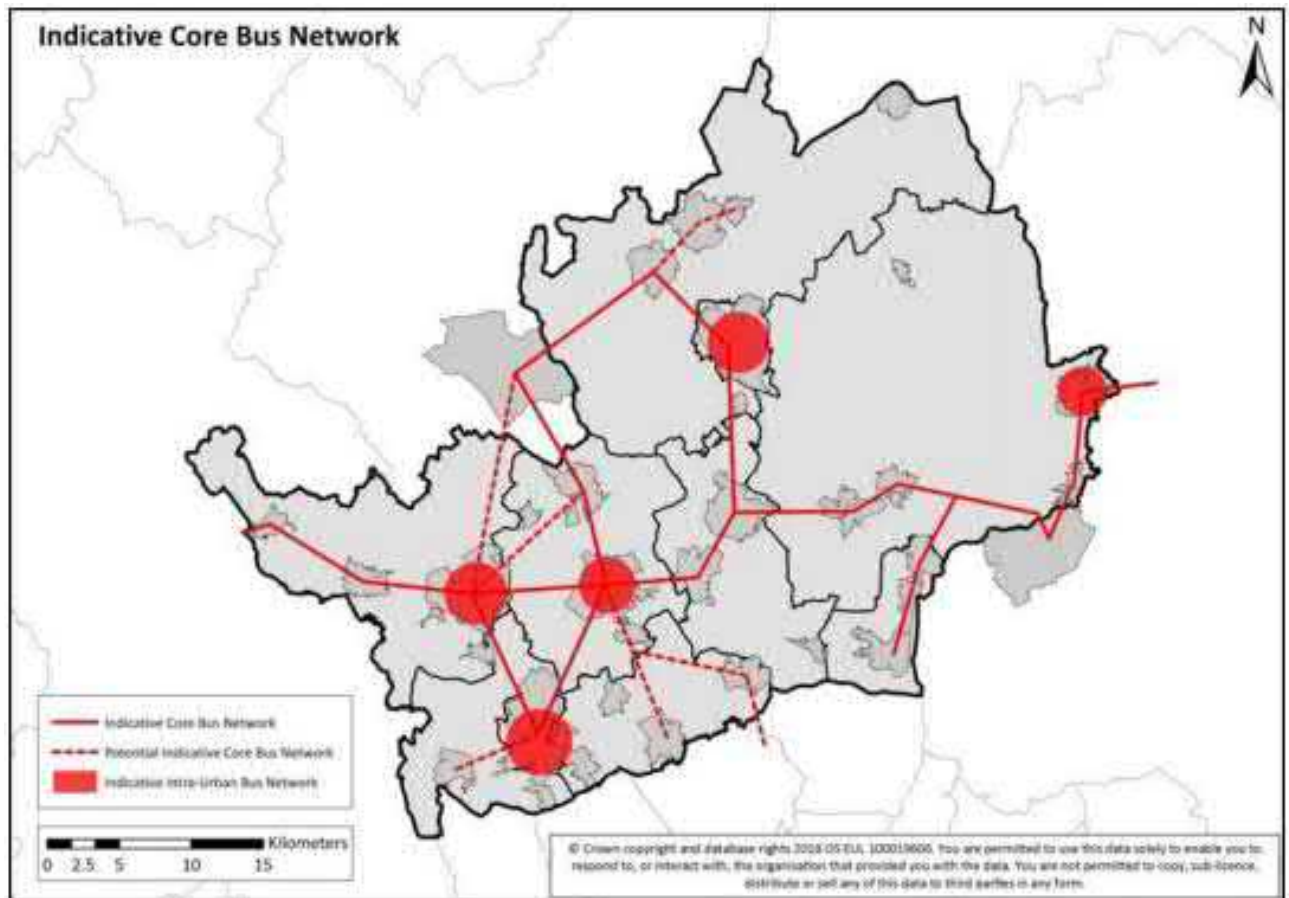 Indicative Core Bus Network
N
Indicative Core Bus Network
Potential Indicative Core Bus Network
Indicative Intra-Urban Bus Network
Kilometers
0 2.5 5 10 15
© Crown copyright and database rights 2018 OS EUL 100019606. You are permitted to use this data solely to enable you to
respond to, or interact with, the organisation that provided you with the data. You are not permitted to copy, sub-licence,
distribute or sell any of this data to third parties in any form.